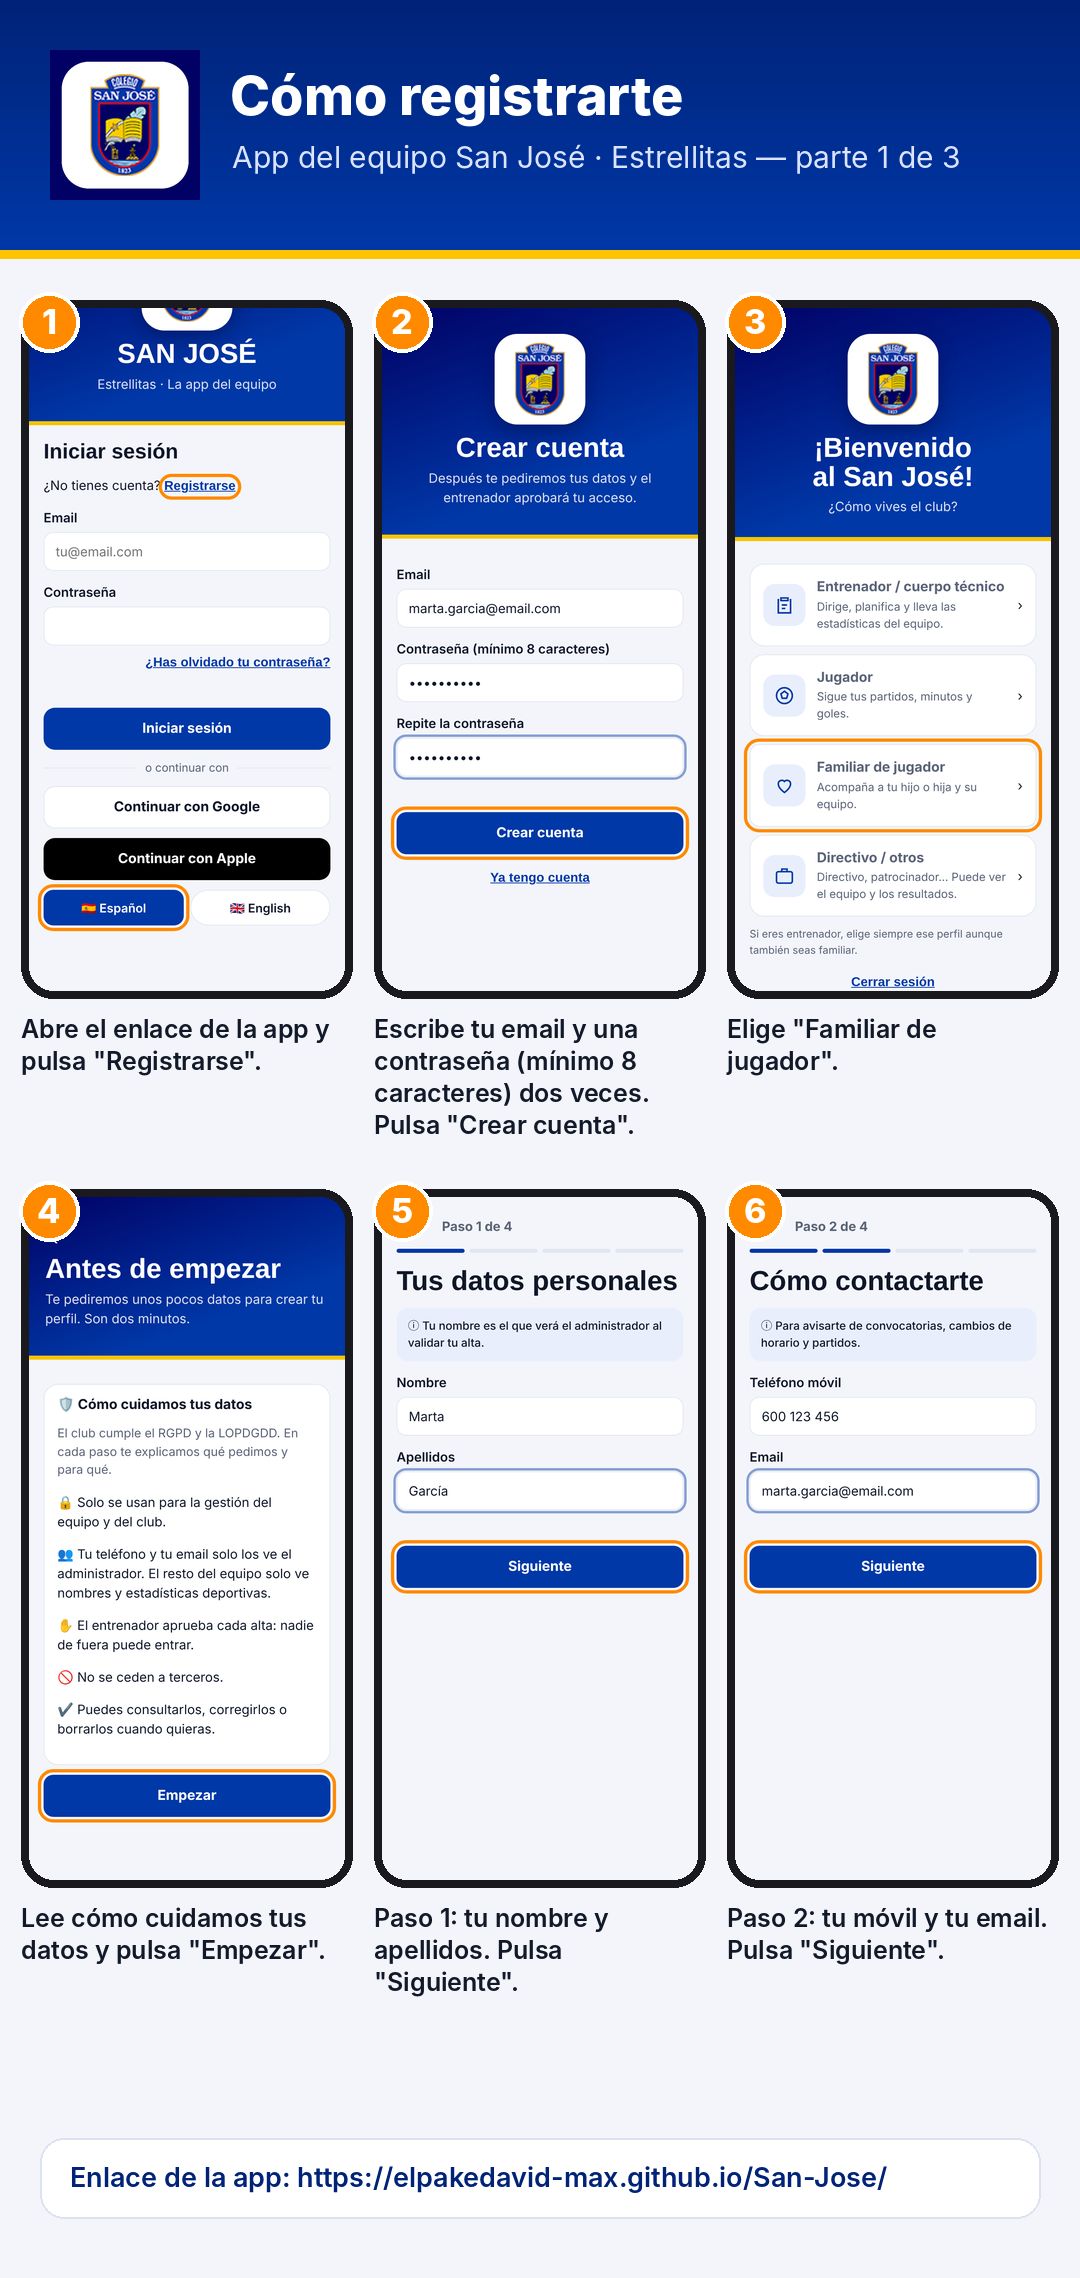 COLEGIO
SAN JOSÉ
1823
Cómo registrarte
App del equipo San José · Estrellitas — parte 1 de 3
1
SAN JOSÉ
Estrellitas · La app del equipo
Iniciar sesión
¿No tienes cuenta? Registrarse
Email
tu@email.com
Contraseña
¿Has olvidado tu contraseña?
Iniciar sesión
o continuar con
Continuar con Google
Continuar con Apple
🇪🇸 Español
🇬🇧 English
Abre el enlace de la app y
pulsa "Registrarse".
2
COLEGIO
SAN JOSÉ
1823
Crear cuenta
Después te pediremos tus datos y el
entrenador aprobará tu acceso.
Email
marta.garcia@email.com
Contraseña (mínimo 8 caracteres)
••••••••••
Repite la contraseña
••••••••••
Crear cuenta
Ya tengo cuenta
Escribe tu email y una
contraseña (mínimo 8
caracteres) dos veces.
Pulsa "Crear cuenta".
3
COLEGIO
SAN JOSÉ
1823
¡Bienvenido
al San José!
¿Cómo vives el club?
Entrenador / cuerpo técnico
Dirige, planifica y lleva las
estadísticas del equipo.
›
Jugador
Sigue tus partidos, minutos y
goles.
›
Familiar de jugador
Acompaña a tu hijo o hija y su
equipo.
›
Directivo / otros
Directivo, patrocinador... Puede ver
el equipo y los resultados.
›
Si eres entrenador, elige siempre ese perfil aunque
también seas familiar.
Cerrar sesión
Elige "Familiar de
jugador".
4
Antes de empezar
Te pediremos unos pocos datos para crear tu
perfil. Son dos minutos.
🛡️ Cómo cuidamos tus datos
El club cumple el RGPD y la LOPDGDD. En
cada paso te explicamos qué pedimos y
para qué.
🔒 Solo se usan para la gestión del
equipo y del club.
👥 Tu teléfono y tu email solo los ve el
administrador. El resto del equipo solo ve
nombres y estadísticas deportivas.
✋ El entrenador aprueba cada alta: nadie
de fuera puede entrar.
🚫 No se ceden a terceros.
✔️ Puedes consultarlos, corregirlos o
borrarlos cuando quieras.
Empezar
Lee cómo cuidamos tus
datos y pulsa "Empezar".
5
Paso 1 de 4
Tus datos personales
ⓘ Tu nombre es el que verá el administrador al
validar tu alta.
Nombre
Marta
Apellidos
García
Siguiente
Paso 1: tu nombre y
apellidos. Pulsa
"Siguiente".
6
Paso 2 de 4
Cómo contactarte
ⓘ Para avisarte de convocatorias, cambios de
horario y partidos.
Teléfono móvil
600 123 456
Email
marta.garcia@email.com
Siguiente
Paso 2: tu móvil y tu email.
Pulsa "Siguiente".
Enlace de la app: https://elpakedavid-max.github.io/San-Jose/